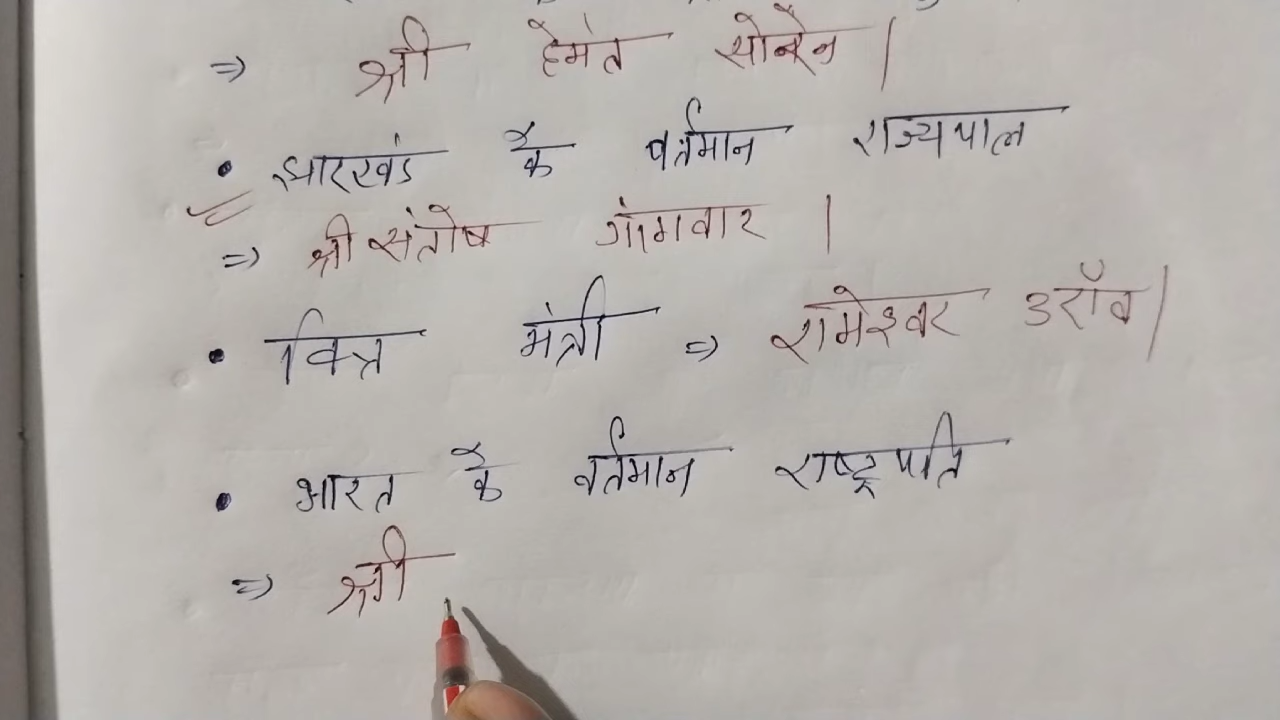 ⇒ श्री हेमंत सोरेन।
• झारखंड के वर्तमान राज्यपाल
⇒ श्री संतोष गंगवार।
• वित्त मंत्री ⇒ रामेश्वर उराँव।
• भारत के वर्तमान राष्ट्रपति
⇒ श्री